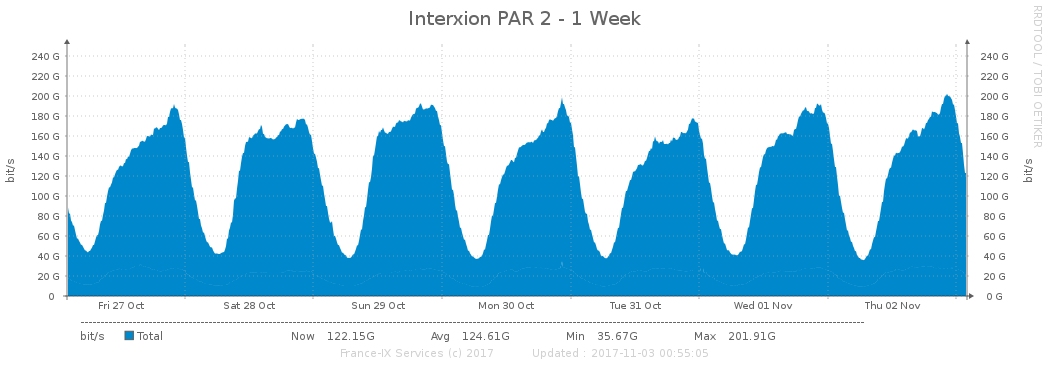 Interxion PAR 2 - 1 Week
RRDTOOL / TOBI OETIKER
240 G 240 G
220 G 220 G
200 G 200 G
180 G 180 G
160 G 160 G
140 G 140 G
120 G 120 G
100 G 100 G
80 G 80 G
60 G 60 G
40 G 40 G
20 G 20 G
0 0 G
bit/s bit/s
Fri 27 Oct Sat 28 Oct Sun 29 Oct Mon 30 Oct Tue 31 Oct Wed 01 Nov Thu 02 Nov
bit/s Total Now 122.15G Avg 124.61G Min 35.67G Max 201.91G
France-IX Services (c) 2017 Updated : 2017-11-03 00:55:05